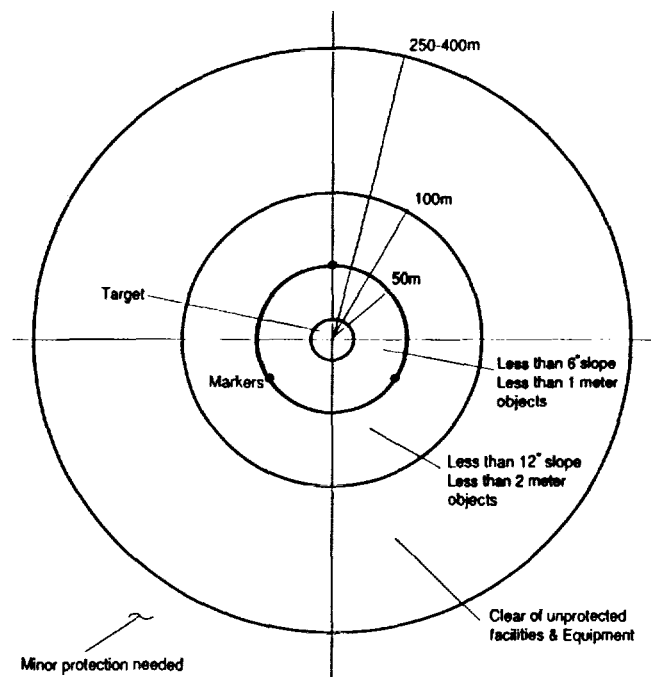 250-400m
100m
50m
Target
Less than 6° slope
Less than 1 meter
objects
Markers
Less than 12° slope
Less than 2 meter
objects
Clear of unprotected
facilities & Equipment
Minor protection needed